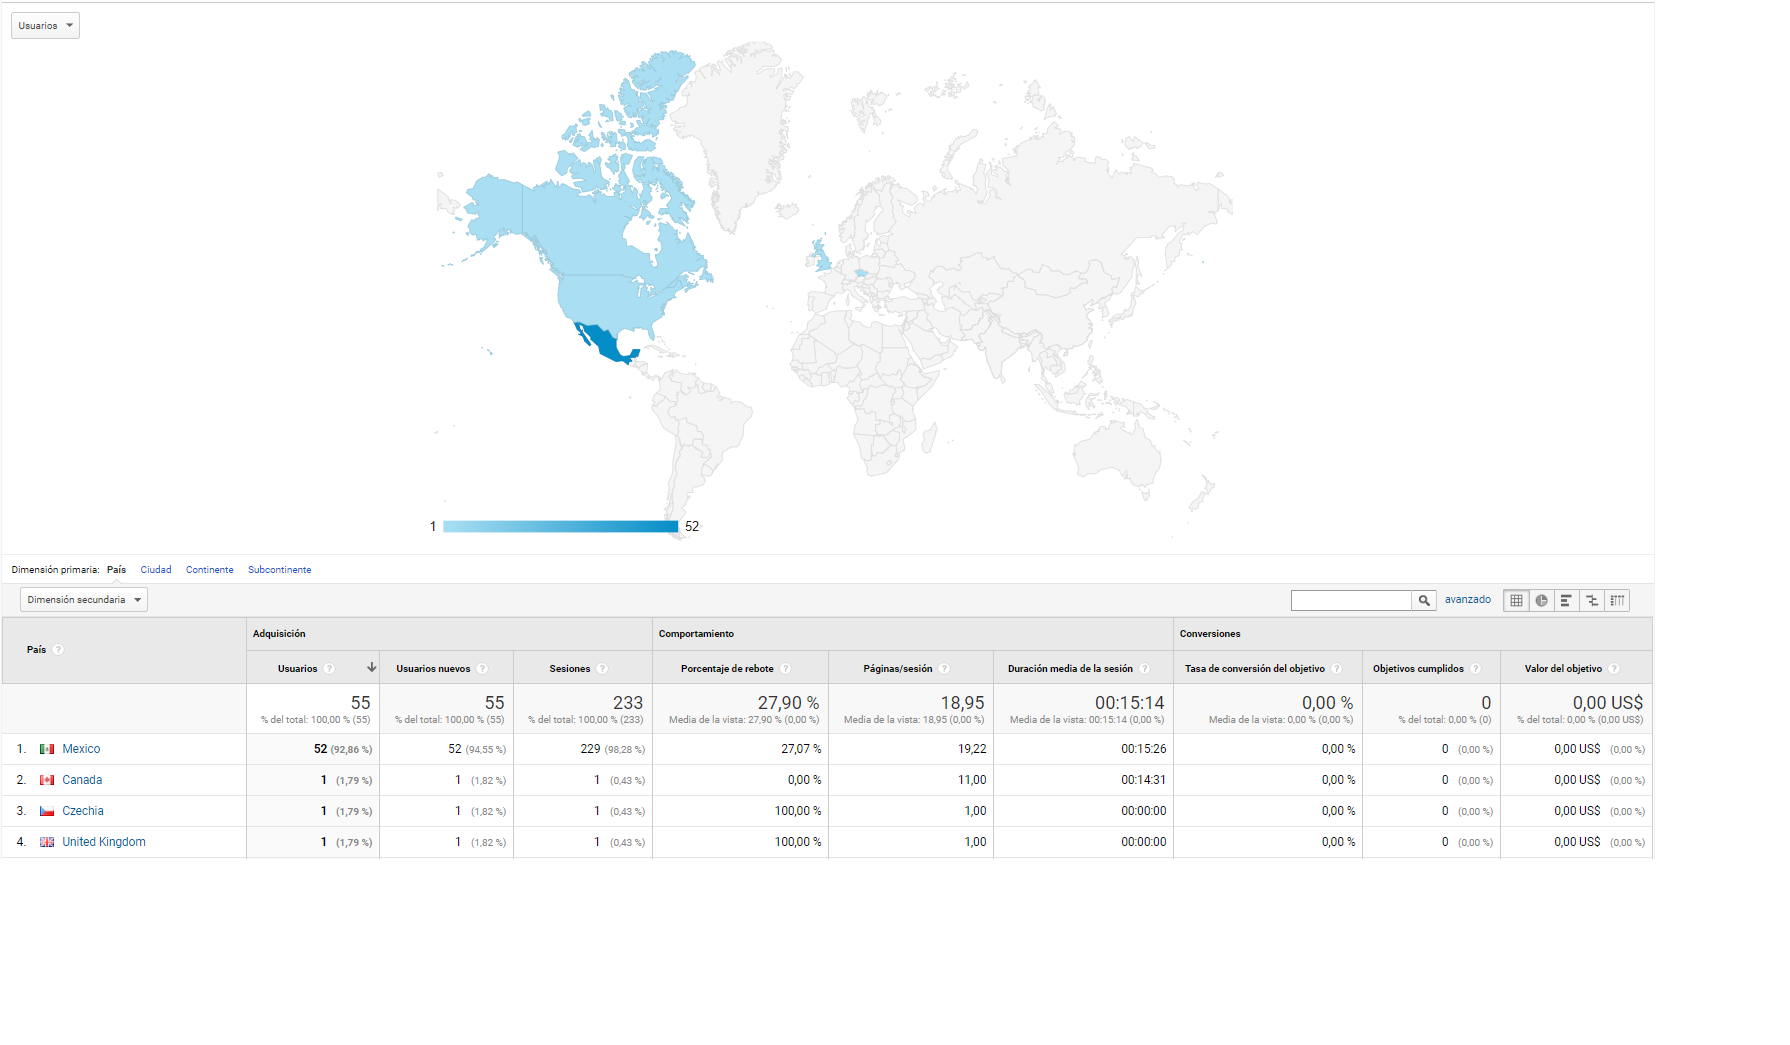 Usuarios
1 52
Dimensión primaria: País Ciudad Continente Subcontinente
Dimensión secundaria avanzado
País ? Adquisición Comportamiento Conversiones
Usuarios ? Usuarios nuevos ? Sesiones ? Porcentaje de rebote ? Páginas/sesión ? Duración media de la sesión ? Tasa de conversión del objetivo ? Objetivos cumplidos ? Valor del objetivo ?
55 55 233 27,90 % 18,95 00:15:14 0,00 % 0 0,00 US$
% del total: 100,00 % (55) % del total: 100,00 % (55) % del total: 100,00 % (233) Media de la vista: 27,90 % (0,00 %) Media de la vista: 18,95 (0,00 %) Media de la vista: 00:15:14 (0,00 %) Media de la vista: 0,00 % (0,00 %) % del total: 0,00 % (0) % del total: 0,00 % (0,00 US$)
1. Mexico 52 (92,86 %) 52 (94,55 %) 229 (98,28 %) 27,07 % 19,22 00:15:26 0,00 % 0 (0,00 %) 0,00 US$ (0,00 %)
2. Canada 1 (1,79 %) 1 (1,82 %) 1 (0,43 %) 0,00 % 11,00 00:14:31 0,00 % 0 (0,00 %) 0,00 US$ (0,00 %)
3. Czechia 1 (1,79 %) 1 (1,82 %) 1 (0,43 %) 100,00 % 1,00 00:00:00 0,00 % 0 (0,00 %) 0,00 US$ (0,00 %)
4. United Kingdom 1 (1,79 %) 1 (1,82 %) 1 (0,43 %) 100,00 % 1,00 00:00:00 0,00 % 0 (0,00 %) 0,00 US$ (0,00 %)